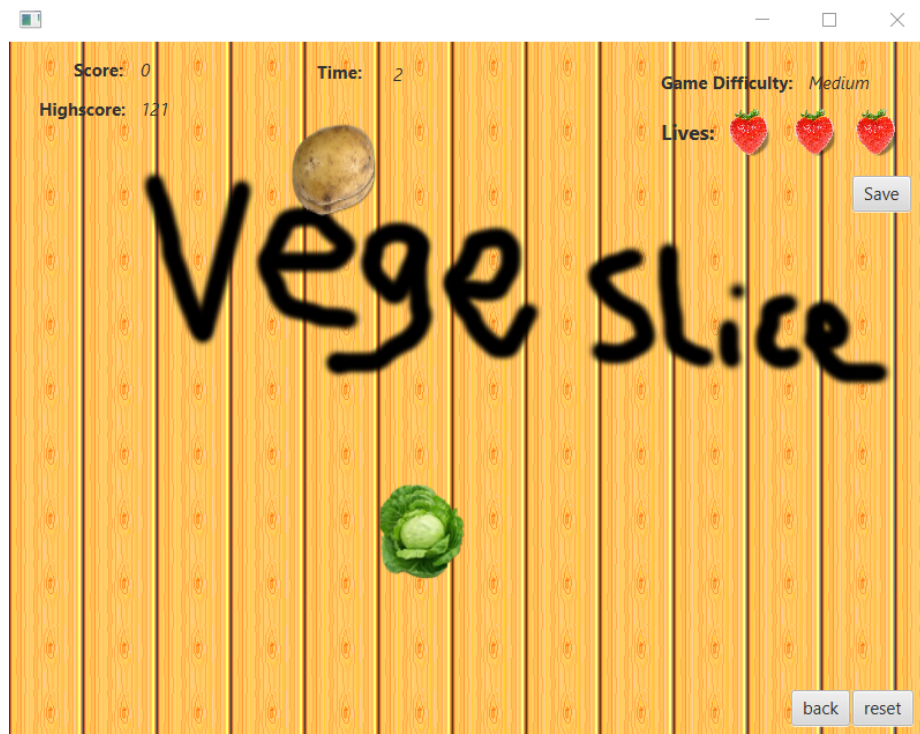 Score: 0
Time: 2
Game Difficulty: Medium
Highscore: 121
Lives:
Save
Vege Slice
back reset